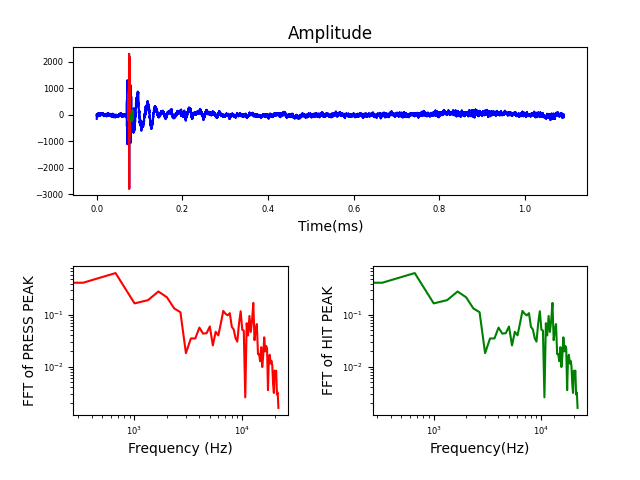 Amplitude
2000
1000
0
−1000
−2000
−3000
0.0 0.2 0.4 0.6 0.8 1.0
Time(ms)
FFT of PRESS PEAK
10⁻¹
10⁻²
10³ 10⁴
Frequency (Hz)
FFT of HIT PEAK
10⁻¹
10⁻²
10³ 10⁴
Frequency(Hz)